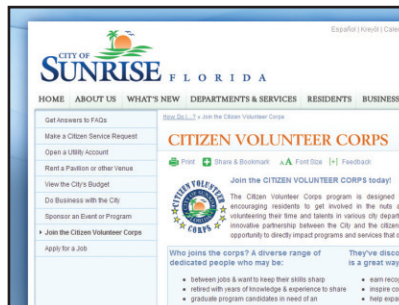 Español | Kreyòl |
CITY OF
SUNRISE FLORIDA
HOME ABOUT US WHAT'S NEW DEPARTMENTS & SERVICES RESIDENTS BUSINESS
Get Answers to FAQs
Make a Citizen Service Request
Open a Utility Account
Rent a Pavilion or other Venue
View the City's Budget
Do Business with the City
Sponsor an Event or Program
Join the Citizen Volunteer Corps
Apply for a Job
How Do I...? » Join the Citizen Volunteer Corps
CITIZEN VOLUNTEER CORPS
Print Share & Bookmark AA Font Size [+] Feedback
CITIZEN VOLUNTEER
CORPS
Join the CITIZEN VOLUNTEER CORPS today!
The Citizen Volunteer Corps program is designed
encouraging residents to get involved in the nuts
volunteering their time and talents in various city
innovative partnership between the City and the
opportunity to directly impact programs and services that
Who joins the corps? A diverse range of
dedicated people who may be:
• between jobs & want to keep their skills sharp
• retired with years of knowledge & experience to share
• graduate program candidates in need of an
They've
is a great way
• earn
• inspire
• help